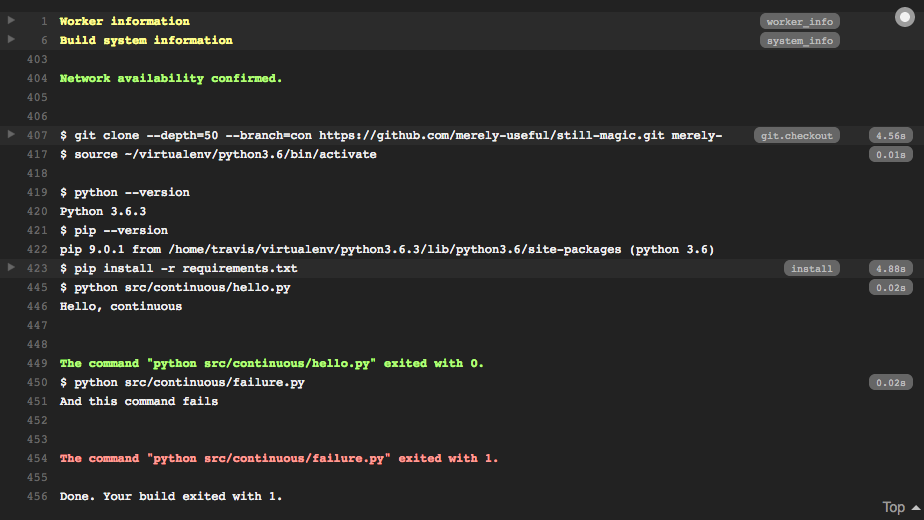 1 Worker information worker_info
6 Build system information system_info
403
404 Network availability confirmed.
405
406
407 $ git clone --depth=50 --branch=con https://github.com/merely-useful/still-magic.git merely- git.checkout 4.56s
417 $ source ~/virtualenv/python3.6/bin/activate 0.01s
418
419 $ python --version
420 Python 3.6.3
421 $ pip --version
422 pip 9.0.1 from /home/travis/virtualenv/python3.6.3/lib/python3.6/site-packages (python 3.6)
423 $ pip install -r requirements.txt install 4.88s
445 $ python src/continuous/hello.py 0.02s
446 Hello, continuous
447
448
449 The command "python src/continuous/hello.py" exited with 0.
450 $ python src/continuous/failure.py 0.02s
451 And this command fails
452
453
454 The command "python src/continuous/failure.py" exited with 1.
455
456 Done. Your build exited with 1.
Top